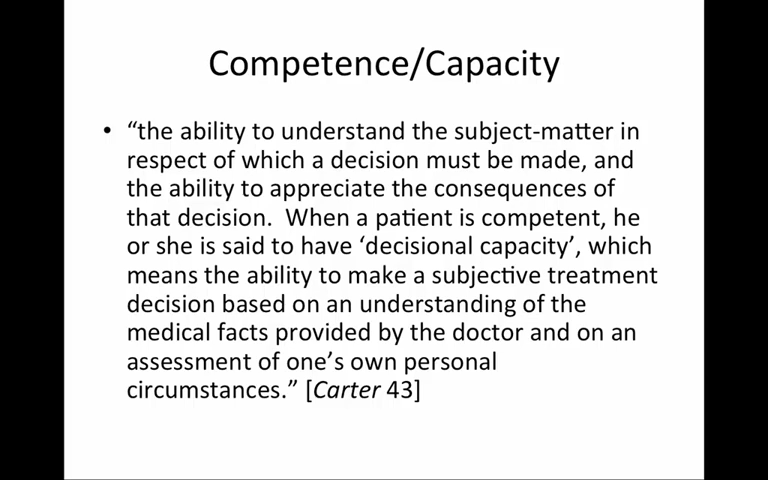 Competence/Capacity
• “the ability to understand the subject-matter in
respect of which a decision must be made, and
the ability to appreciate the consequences of
that decision.  When a patient is competent, he
or she is said to have ‘decisional capacity’, which
means the ability to make a subjective treatment
decision based on an understanding of the
medical facts provided by the doctor and on an
assessment of one’s own personal
circumstances.” [Carter 43]